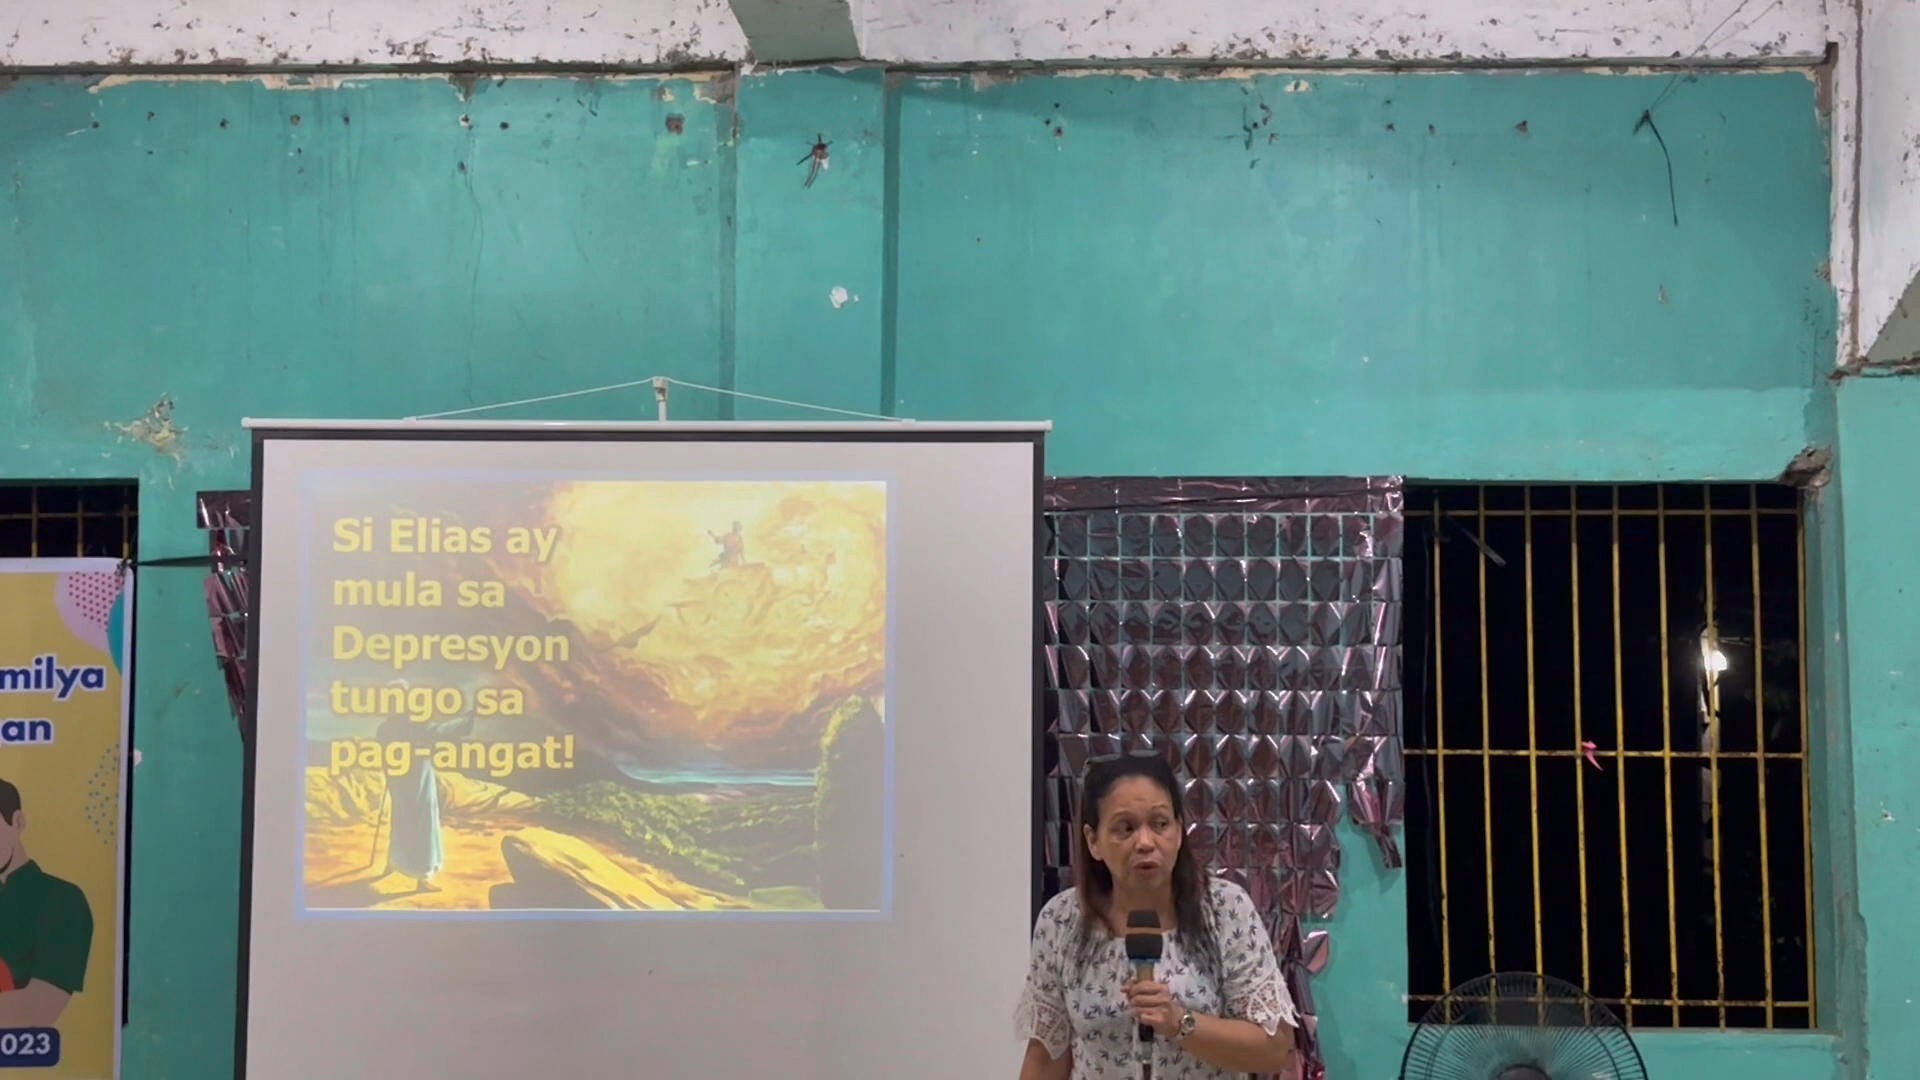 Si Elias ay
mula sa
Depresyon
tungo sa
pag-angat!
milya
an
023